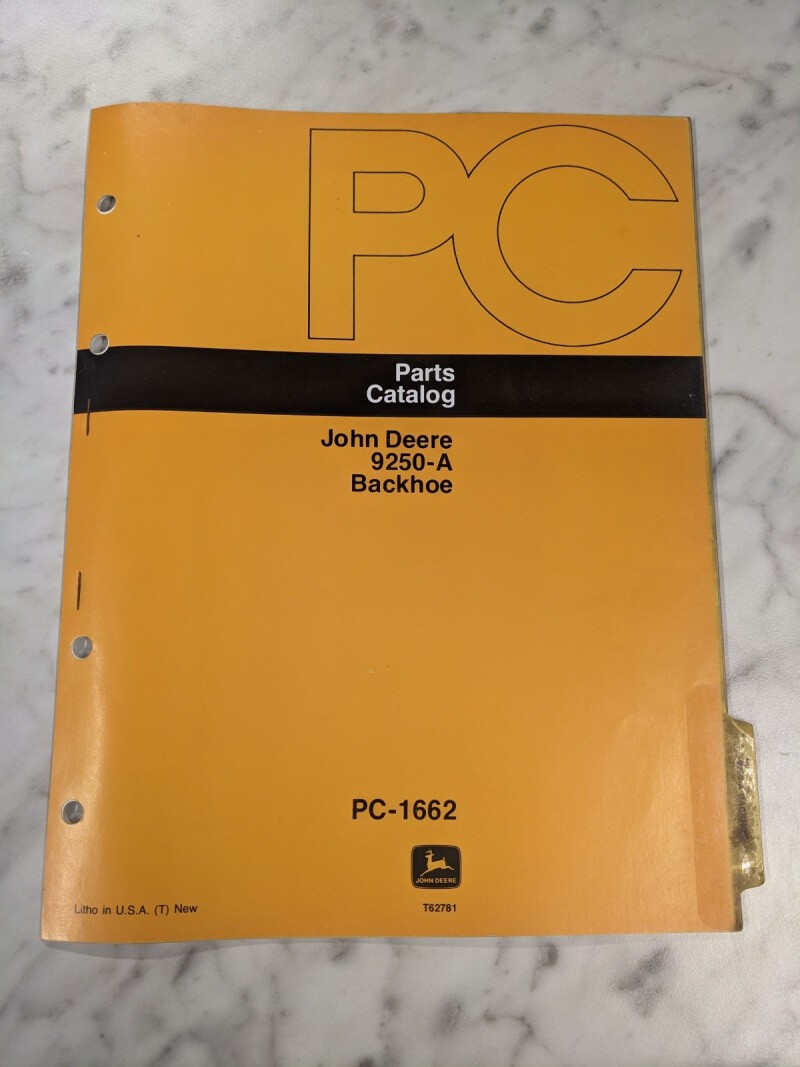 PC
Parts
Catalog
John Deere
9250-A
Backhoe
PC-1662
JOHN DEERE
Litho in U.S.A. (T) New
T62781